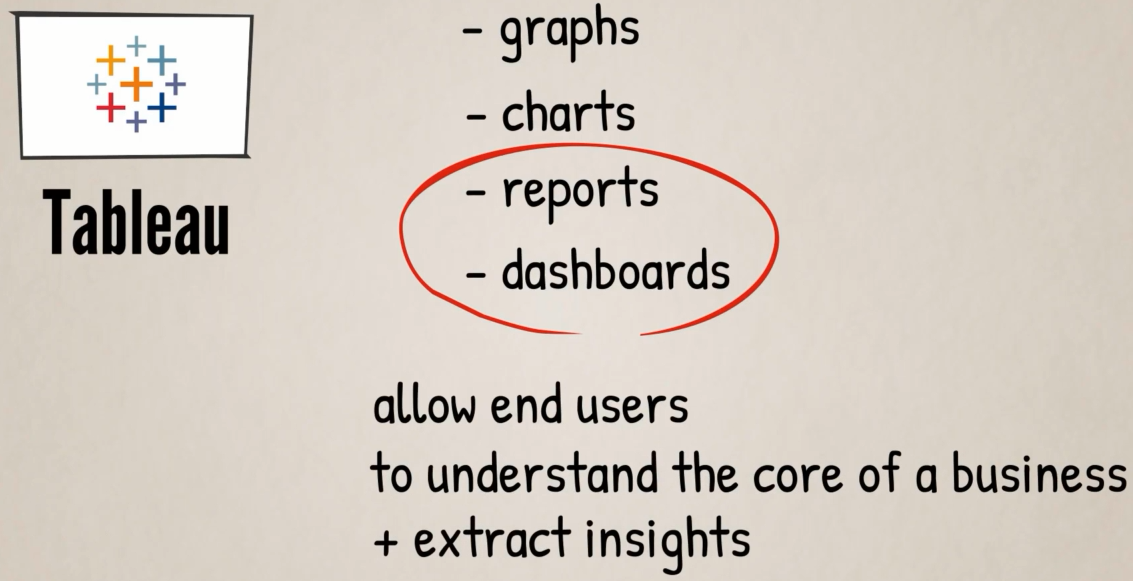 - graphs
- charts
Tableau
- reports
- dashboards
allow end users
to understand the core of a business
+ extract insights